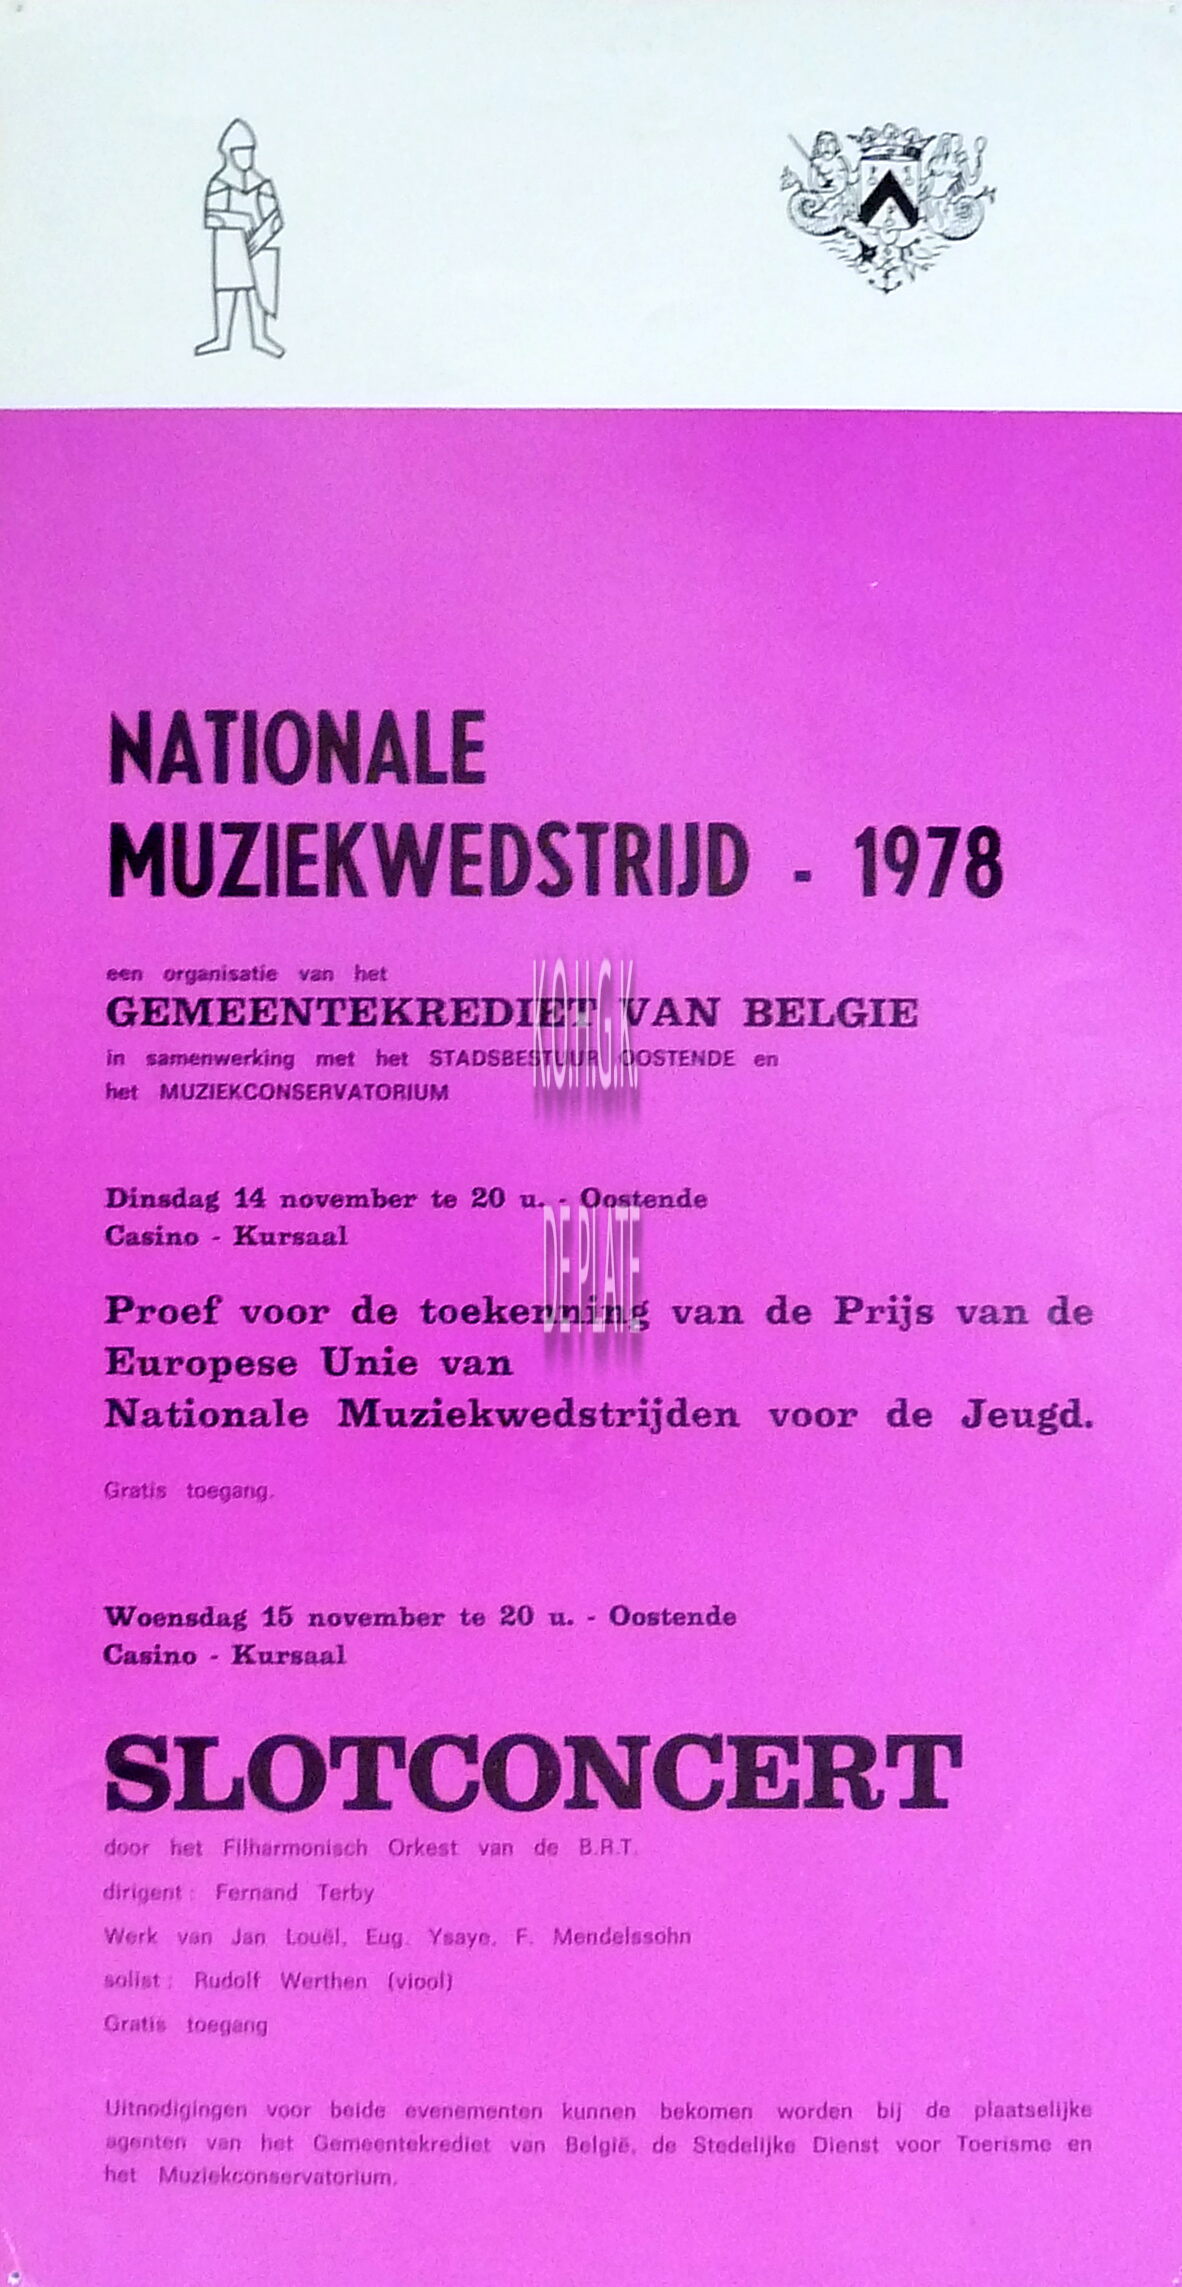 NATIONALE
MUZIEKWEDSTRIJD - 1978
een organisatie van het
GEMEENTEKREDIET VAN BELGIE
in samenwerking met het STADSBESTUUR OOSTENDE en
het MUZIEKCONSERVATORIUM
KOHGK
Dinsdag 14 november te 20 u. - Oostende
Casino - Kursaal
DE PLATE
Proef voor de toekenning van de Prijs van de
Europese Unie van
Nationale Muziekwedstrijden voor de Jeugd.
Gratis toegang.
Woensdag 15 november te 20 u. - Oostende
Casino - Kursaal
SLOTCONCERT
door het Filharmonisch Orkest van de B.R.T.
dirigent : Fernand Terby
Werk van Jan Louël, Eug. Ysaye, F. Mendelssohn
solist : Rudolf Werthen (viool)
Gratis toegang
Uitnodigingen voor beide evenementen kunnen bekomen worden bij de plaatselijke
agenten van het Gemeentekrediet van België, de Stedelijke Dienst voor Toerisme en
het Muziekconservatorium.